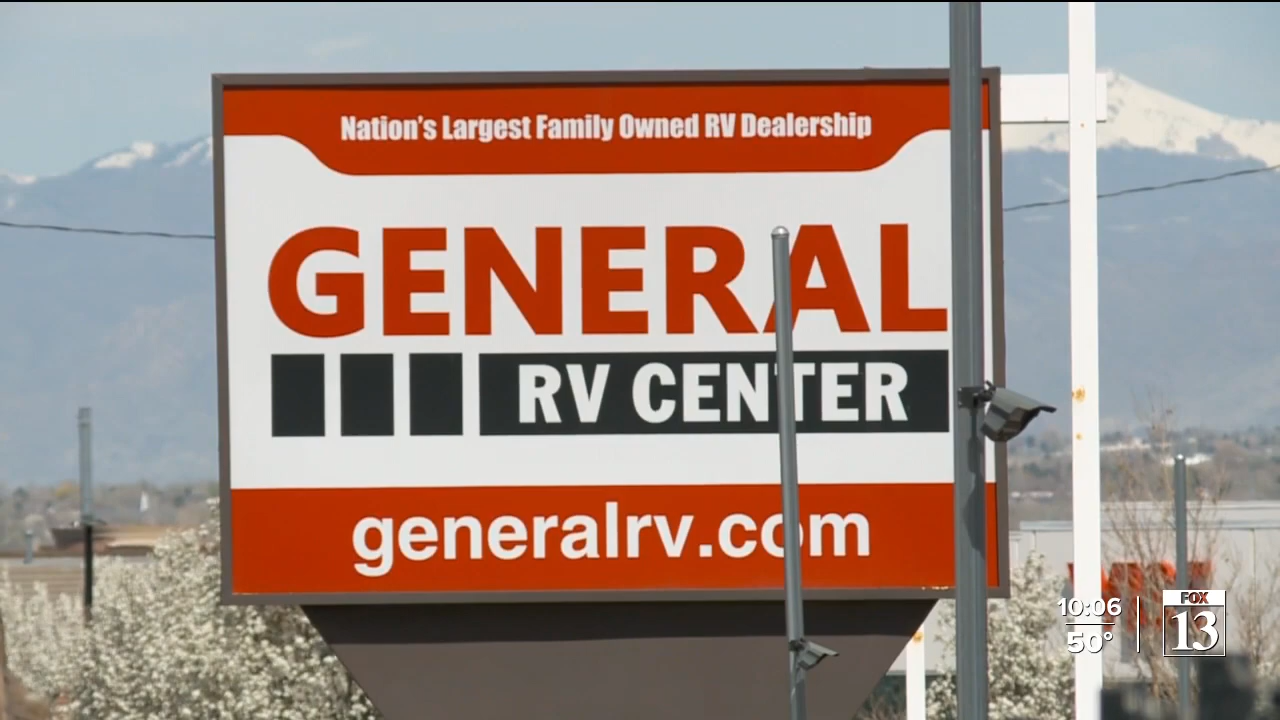 Nation's Largest Family Owned RV Dealership
GENERAL
RV CENTER
generalrv.com
10:06
50°
FOX
13